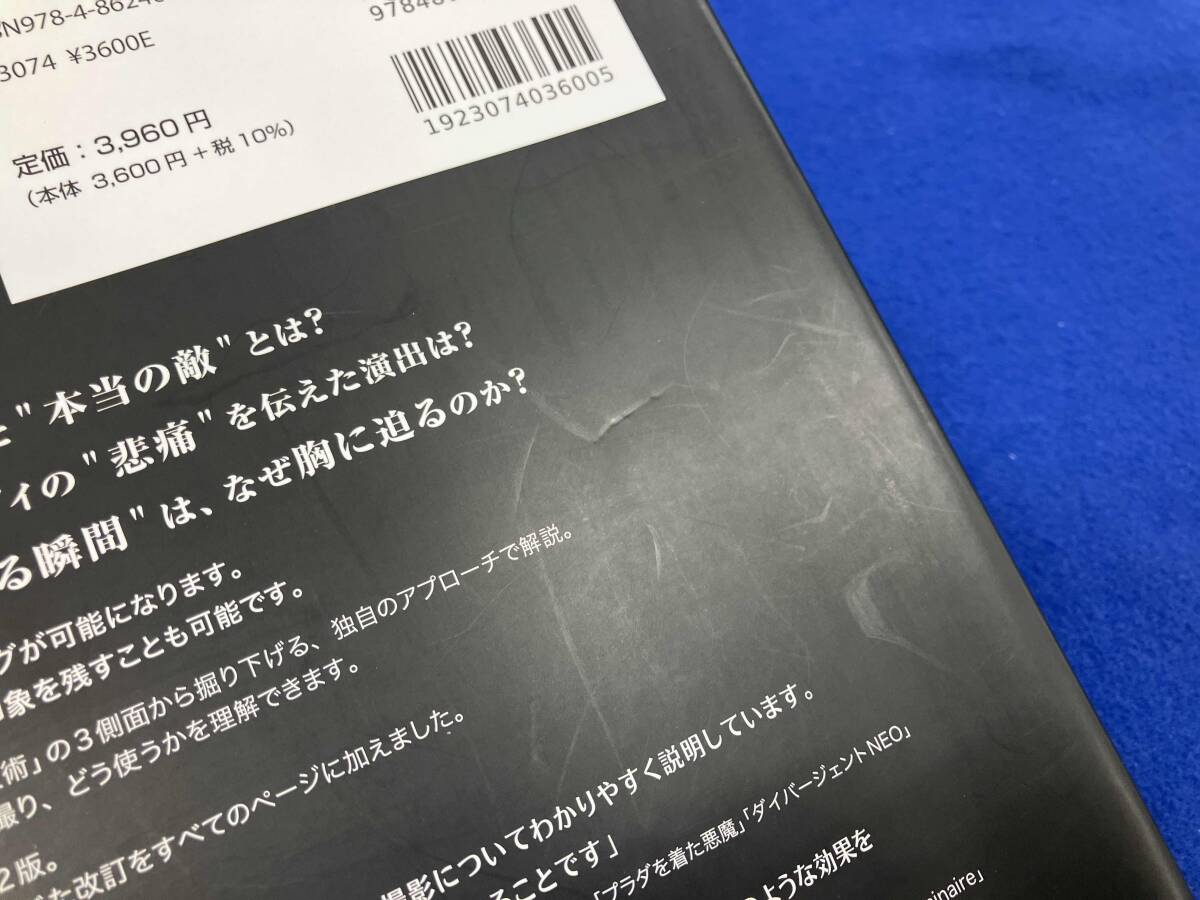 N978-4-8624
97848
3074 ¥3600E
1923074036005
定価：3,960円
（本体 3,600円＋税10%）
"本当の敵"とは？
ィの"悲痛"を伝えた演出は？
る瞬間"は、なぜ胸に迫るのか？
グが可能になります。
象を残すことも可能です。
術」の3側面から掘り下げる、独自のアプローチで解説。
撮り、どう使うかを理解できます。
た改訂をすべてのページに加えました。
2版。
撮影についてわかりやすく説明しています。
ることです」
「プラダを着た悪魔」「ダイバージェントNEO」
のような効果を
inaire」